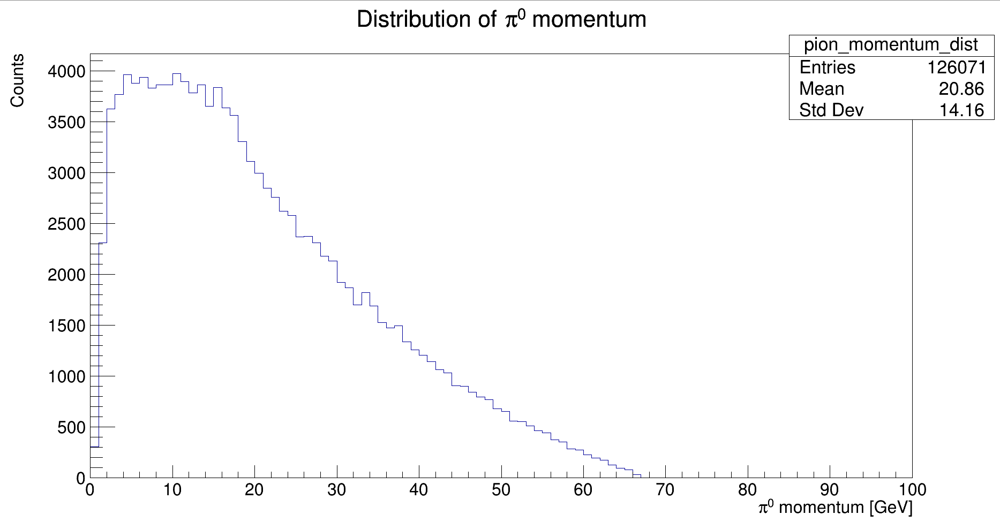 Distribution of π⁰ momentum
pion_momentum_dist
Entries 126071
Mean 20.86
Std Dev 14.16
Counts
4000
3500
3000
2500
2000
1500
1000
500
0
0 10 20 30 40 50 60 70 80 90 100
π⁰ momentum [GeV]